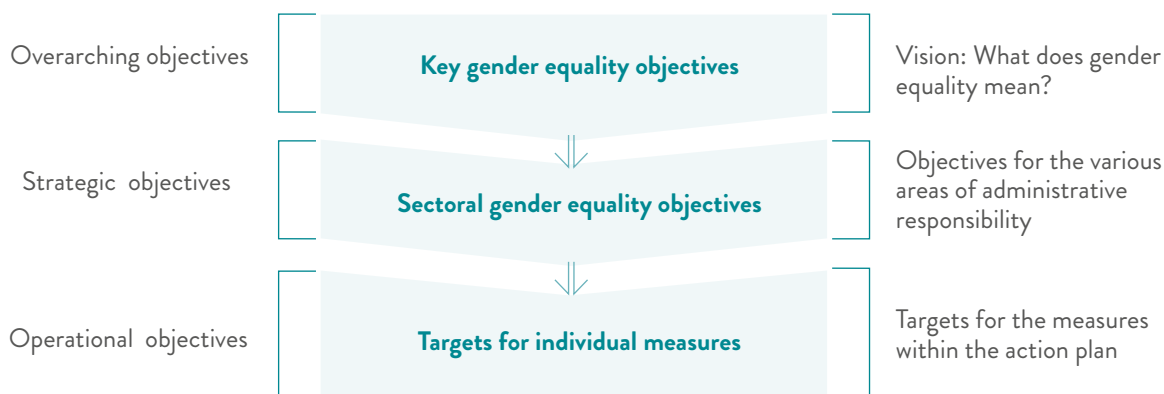 Overarching objectives
Key gender equality objectives
Vision: What does gender
equality mean?
Strategic objectives
Sectoral gender equality objectives
Objectives for the various
areas of administrative
responsibility
Operational objectives
Targets for individual measures
Targets for the measures
within the action plan